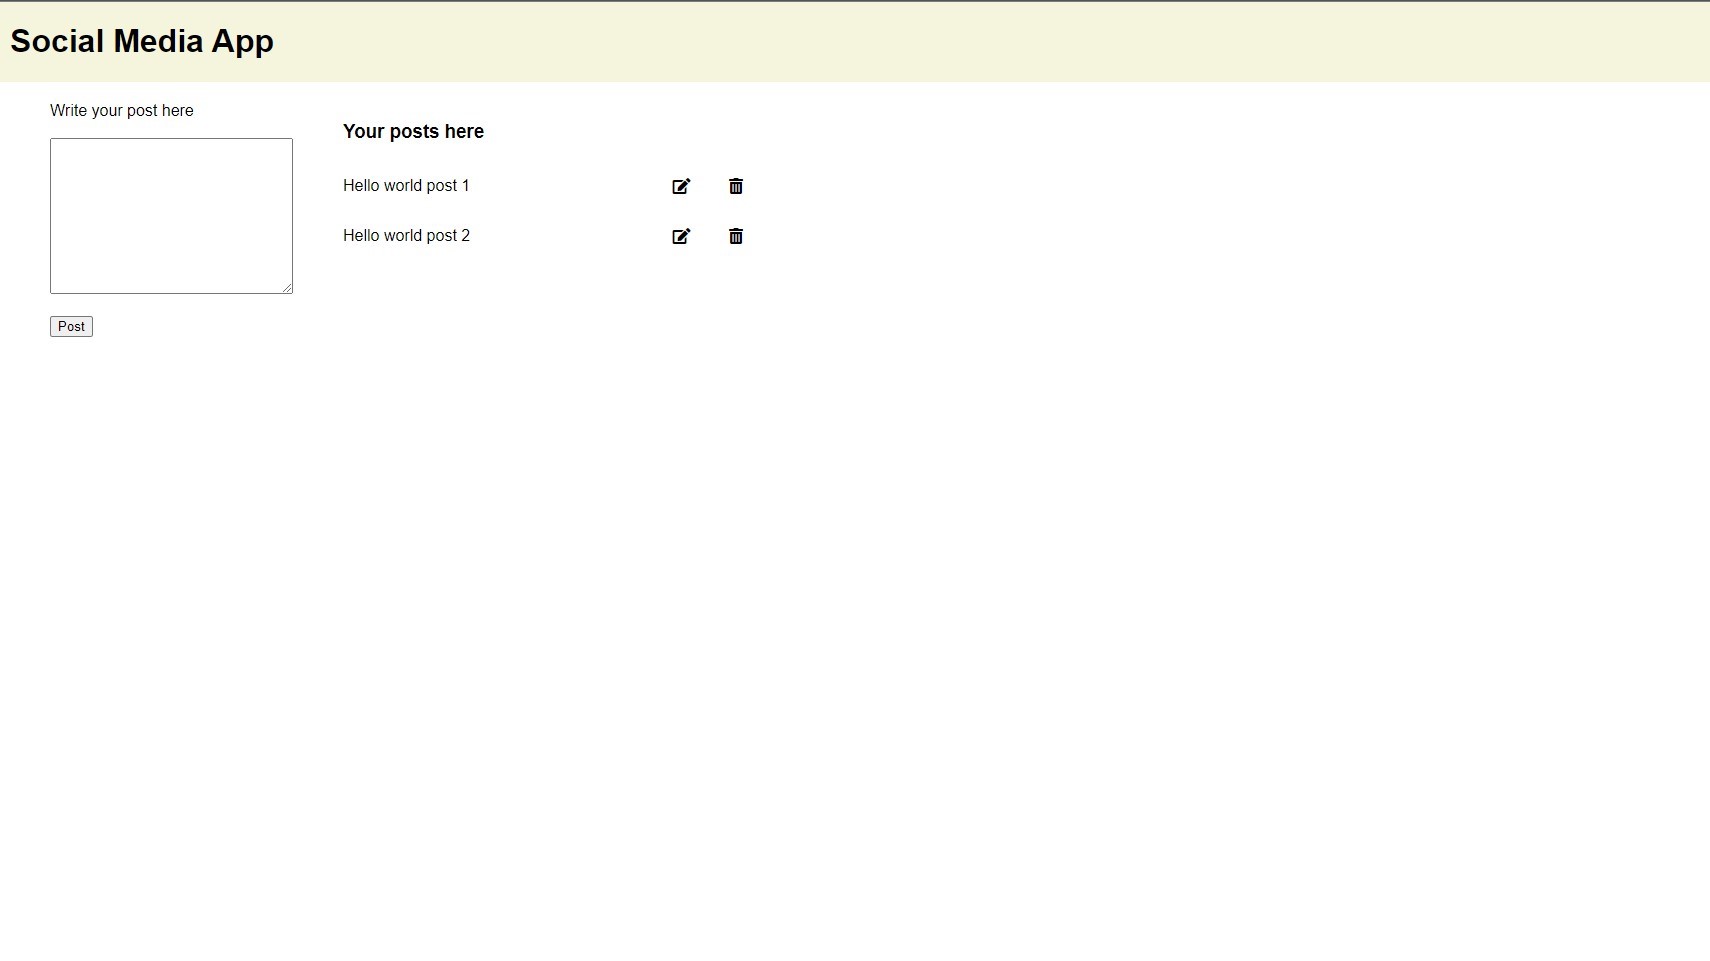 Social Media App
Write your post here
Post
Your posts here
Hello world post 1
Hello world post 2